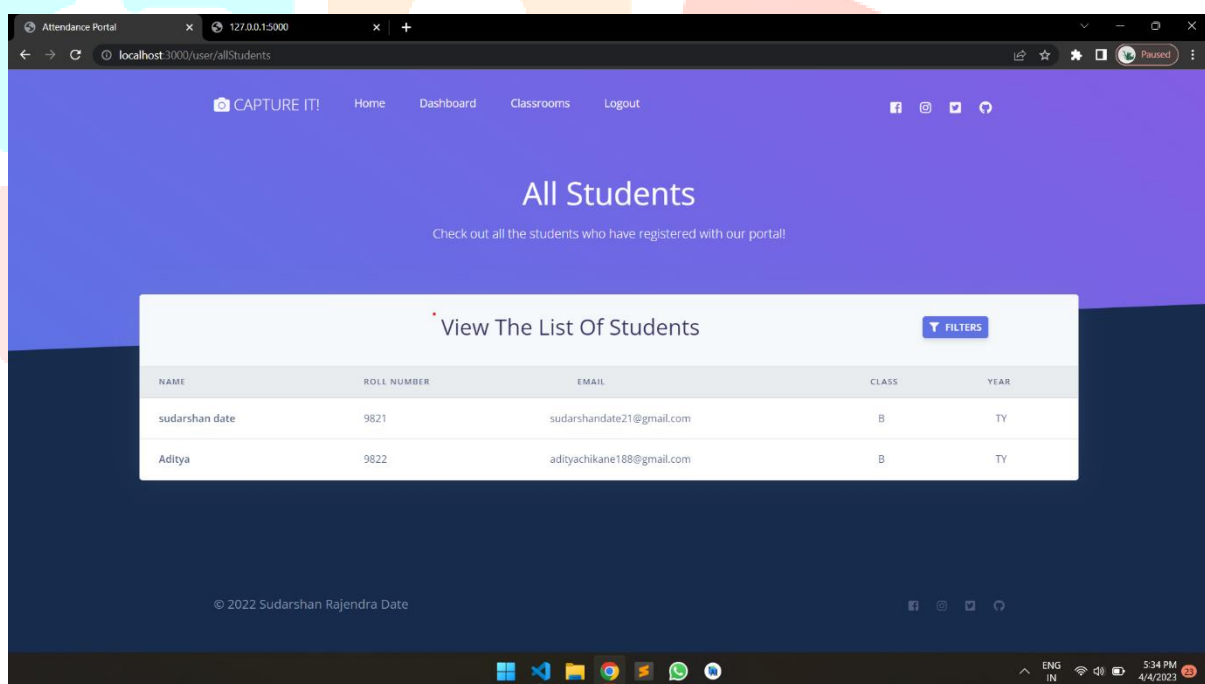 Attendance Portal 127.0.0.1:5000
localhost:3000/user/allStudents Paused
CAPTURE IT! Home Dashboard Classrooms Logout
All Students
Check out all the students who have registered with our portal!
View The List Of Students FILTERS
NAME ROLL NUMBER EMAIL CLASS YEAR
sudarshan date 9821 sudarshandate21@gmail.com B TY
Aditya 9822 adityachikane188@gmail.com B TY
© 2022 Sudarshan Rajendra Date
ENG 5:34 PM
IN 4/4/2023 23